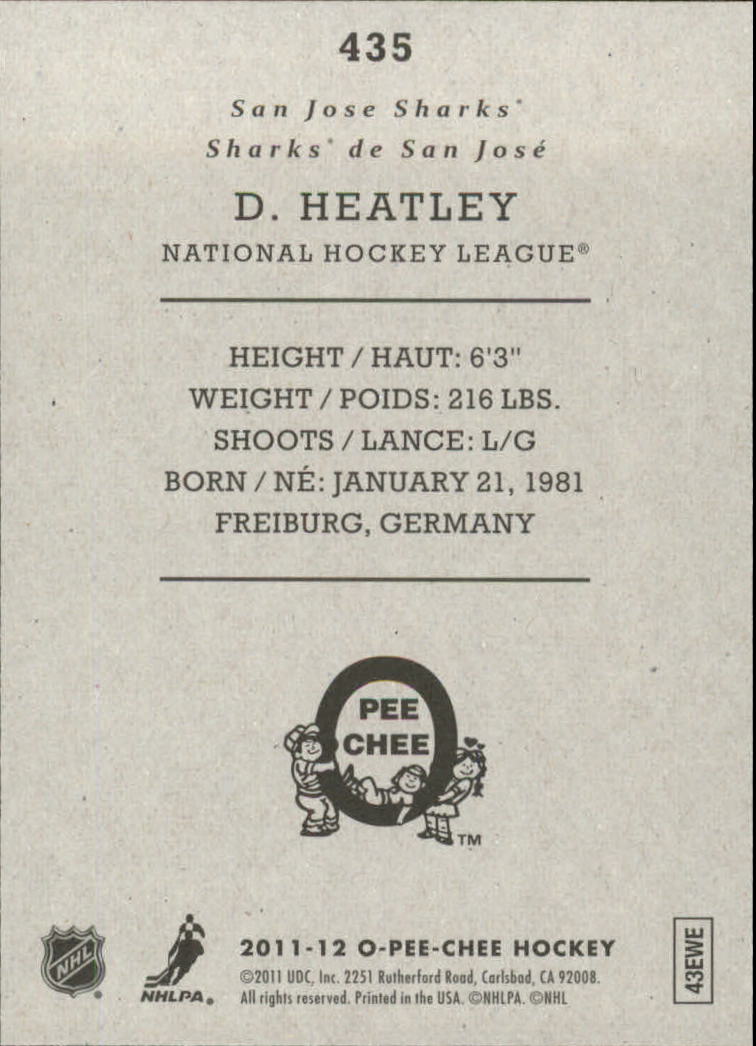 435
San Jose Sharks
Sharks de San José
D. HEATLEY
NATIONAL HOCKEY LEAGUE®
HEIGHT / HAUT: 6'3"
WEIGHT / POIDS: 216 LBS.
SHOOTS / LANCE: L/G
BORN / NÉ: JANUARY 21, 1981
FREIBURG, GERMANY
O
PEE
CHEE
TM
NHL
NHLPA
2011-12 O-PEE-CHEE HOCKEY
©2011 UDC, Inc. 2251 Rutherford Road, Carlsbad, CA 92008.
All rights reserved. Printed in the USA. ©NHLPA. ©NHL
43EWE